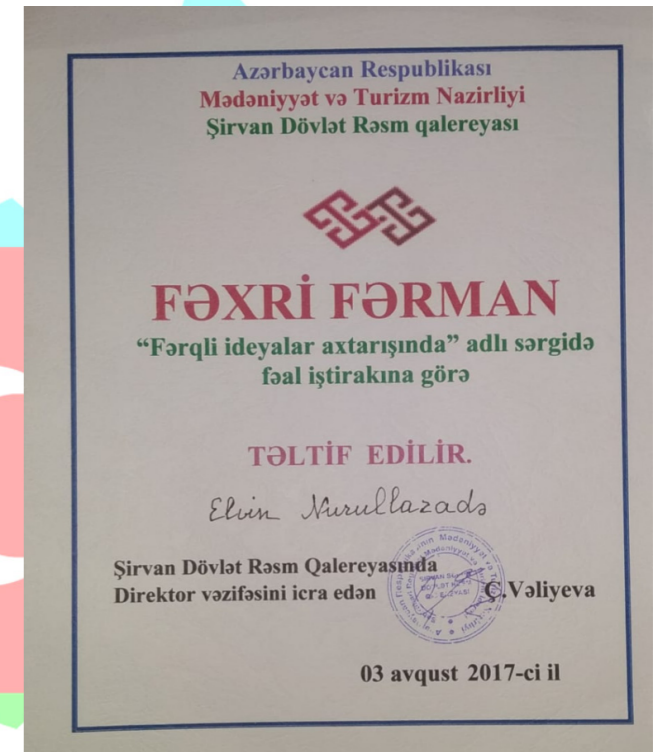 Azərbaycan Respublikası
Mədəniyyət və Turizm Nazirliyi
Şirvan Dövlət Rəsm qalereyası
FƏXRİ FƏRMAN
“Fərqli ideyalar axtarışında” adlı sərgidə
fəal iştirakına görə
TƏLTİF EDİLİR.
Elvin Nurullazadə
Şirvan Dövlət Rəsm Qalereyasında
Direktor vəzifəsini icra edən Ç.Vəliyeva
03 avqust 2017-ci il